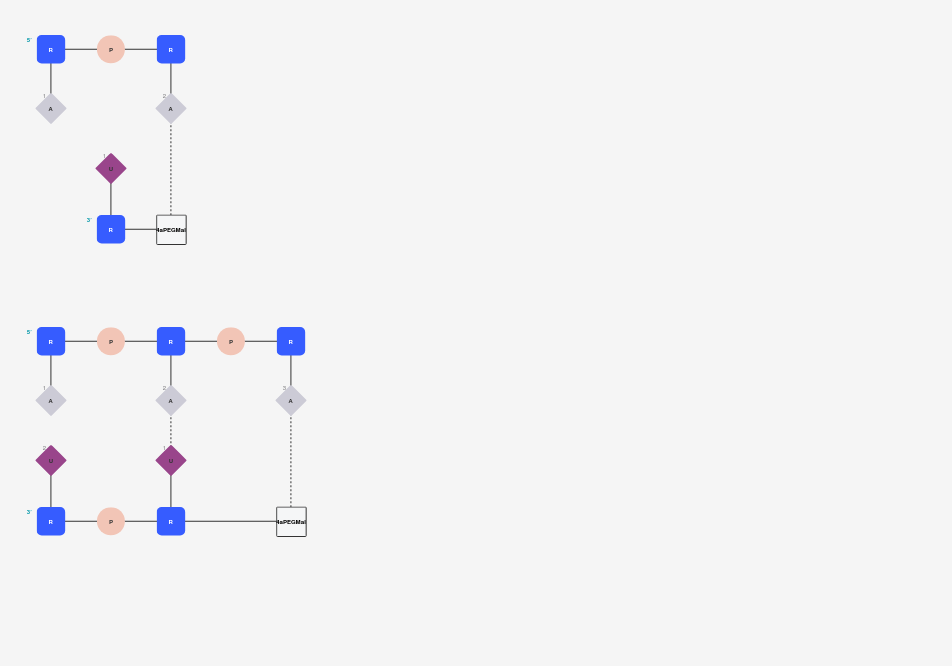 5'
R P R
1 2
A A
1
U
3'
R 4aPEGMal
5'
R P R P R
1 2 3
A A A
2 1
U U
3'
R P R 4aPEGMal